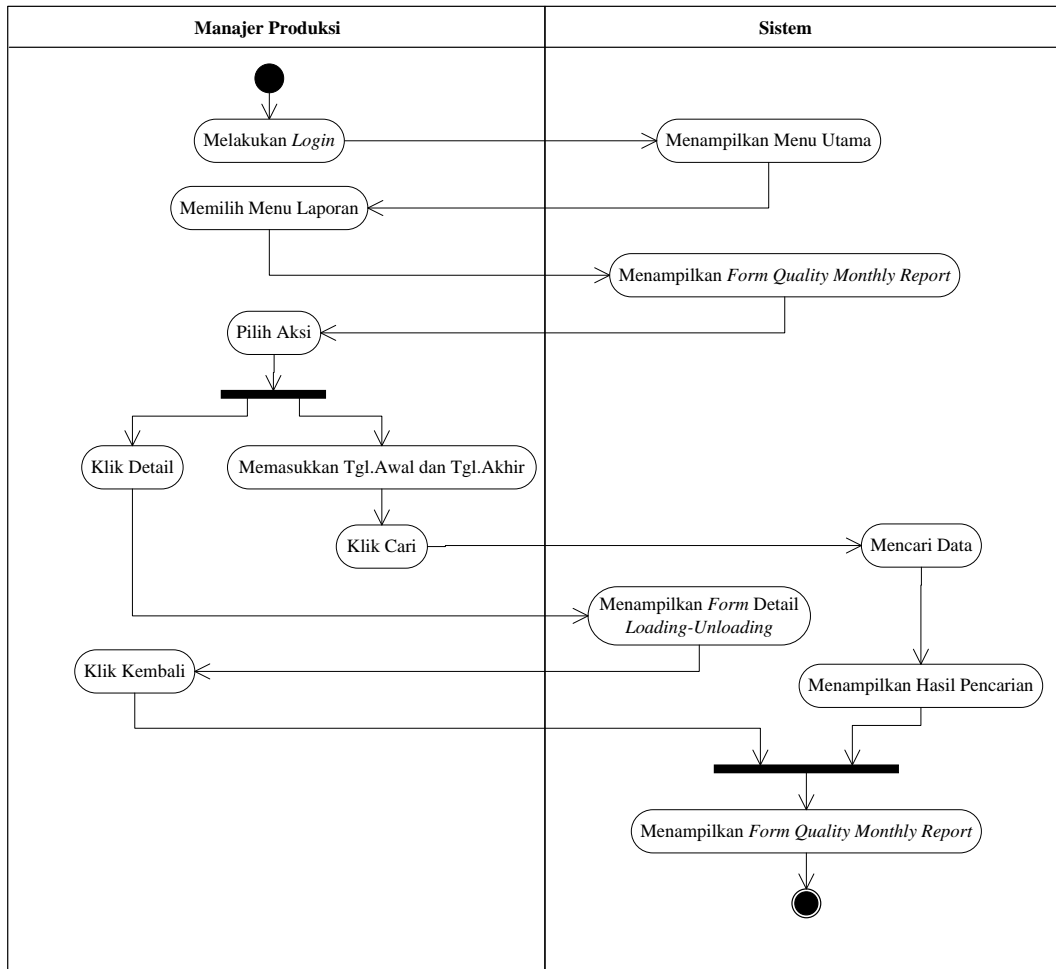 Manajer Produksi
Sistem
Melakukan Login
Menampilkan Menu Utama
Memilih Menu Laporan
Menampilkan Form Quality Monthly Report
Pilih Aksi
Klik Detail
Memasukkan Tgl.Awal dan Tgl.Akhir
Klik Cari
Mencari Data
Menampilkan Form Detail
Loading-Unloading
Klik Kembali
Menampilkan Hasil Pencarian
Menampilkan Form Quality Monthly Report